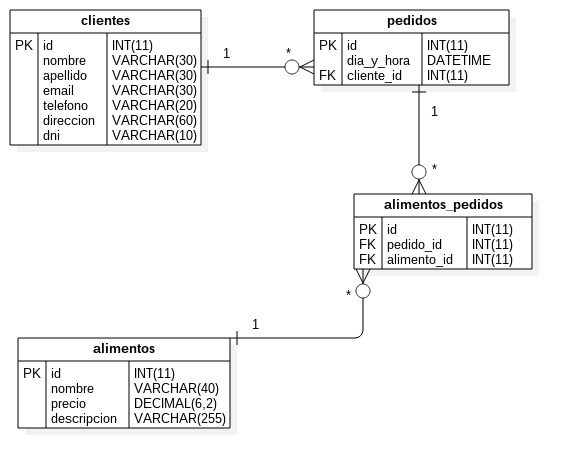 clientes
PK id INT(11)
nombre VARCHAR(30)
apellido VARCHAR(30)
email VARCHAR(30)
telefono VARCHAR(20)
direccion VARCHAR(60)
dni VARCHAR(10)
1 *
pedidos
PK id INT(11)
dia_y_hora DATETIME
FK cliente_id INT(11)
1
*
alimentos_pedidos
PK id INT(11)
FK pedido_id INT(11)
FK alimento_id INT(11)
*
1
alimentos
PK id INT(11)
nombre VARCHAR(40)
precio DECIMAL(6,2)
descripcion VARCHAR(255)